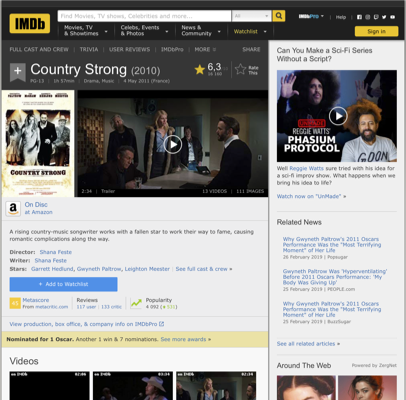 IMDb
Find Movies, TV shows, Celebrities and more...
All
IMDbPro
Help
Movies, TV
& Showtimes
Celebs, Events
& Photos
News &
Community
Watchlist
Sign in
FULL CAST AND CREW | TRIVIA | USER REVIEWS | IMDbPro | MORE
SHARE
Country Strong (2010)
PG-13 | 1h 57min | Drama, Music | 4 May 2011 (France)
6,3
Rate
This
COUNTRY STRONG
2:34 | Trailer
13 VIDEOS | 111 IMAGES
On Disc
at Amazon
A rising country-music songwriter works with a fallen star to work their way to fame, causing
romantic complications along the way.
Director: Shana Feste
Writer: Shana Feste
Stars: Garrett Hedlund, Gwyneth Paltrow, Leighton Meester | See full cast & crew »
+ Add to Watchlist
Metascore
From metacritic.com
Reviews
117 user | 133 critic
Popularity
View production, box office, & company info on IMDbPro
Nominated for 1 Oscar. Another 1 win & 7 nominations. See more awards »
Videos
Can You Make a Sci-Fi Series
Without a Script?
REGGIE WATTS'
PHASIUM
PROTOCOL
Well Reggie Watts sure tried with his idea for
a sci-fi improv show. What happens when we
bring his idea to life?
Watch now on "UnMade" »
Related News
Why Gwyneth Paltrow's 2011 Oscars
Performance Was the "Most Terrifying
Moment" of Her Life
26 February 2019 | PopSugar
Gwyneth Paltrow Was 'Hyperventilating'
Before 2011 Oscars Performance: 'My
Body Was Giving Up'
25 February 2019 | PEOPLE.com
Why Gwyneth Paltrow's 2011 Oscars
Performance Was the "Most Terrifying
Moment" of Her Life
25 February 2019 | BuzzSugar
See all related articles »
Around The Web
Powered by ZergNet